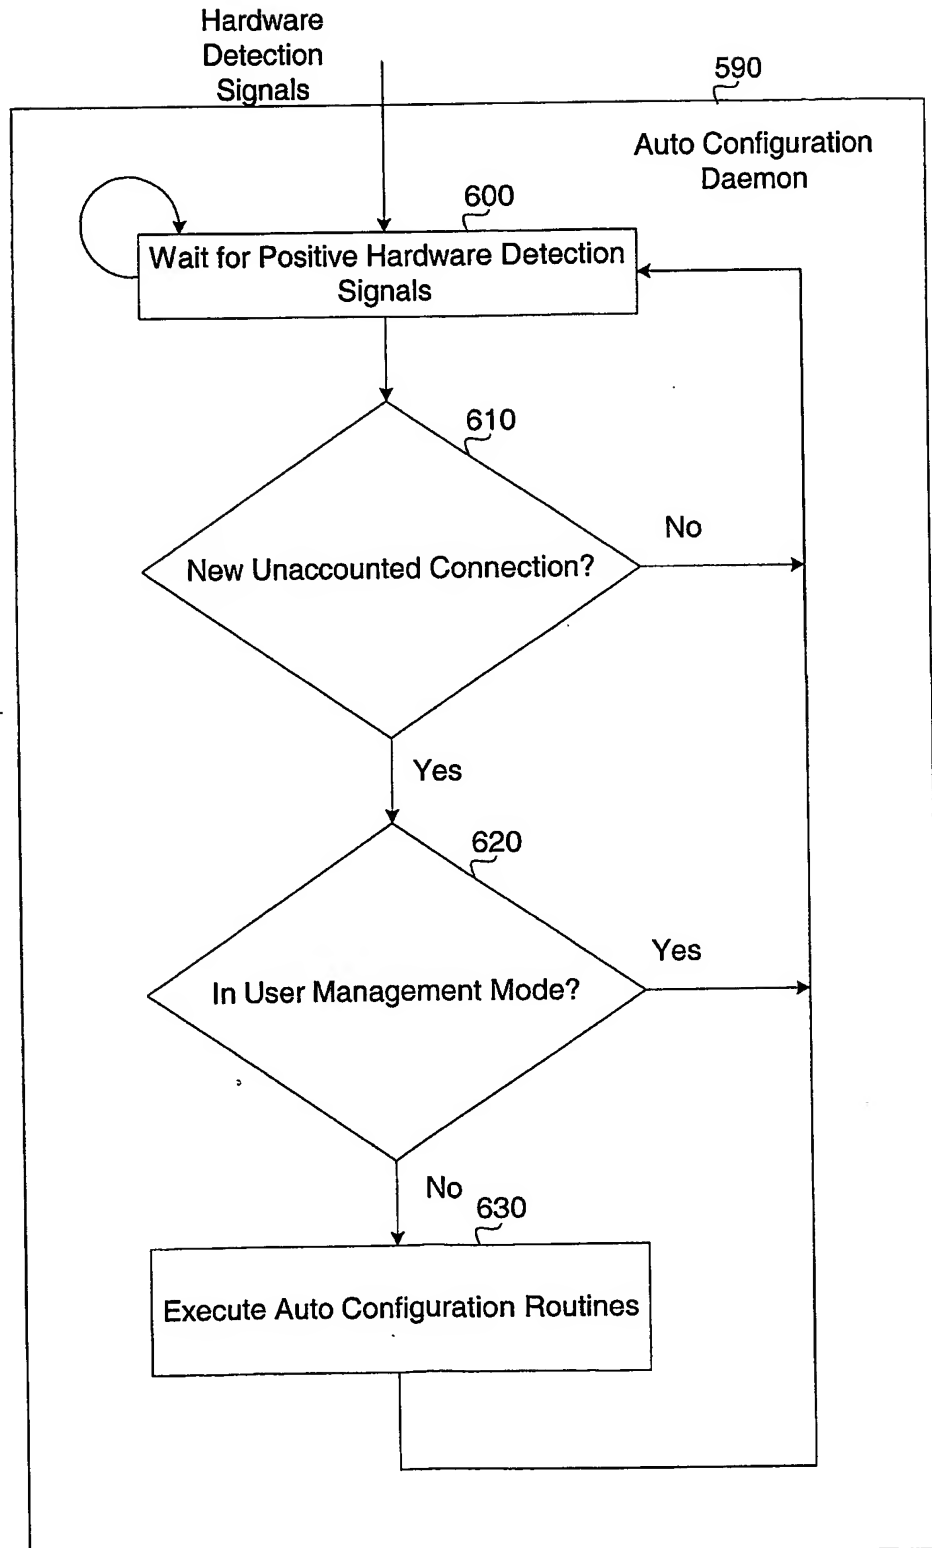 Hardware
Detection
Signals
590
Auto Configuration
Daemon
600
Wait for Positive Hardware Detection
Signals
610
New Unaccounted Connection?
No
Yes
620
In User Management Mode?
Yes
No
630
Execute Auto Configuration Routines